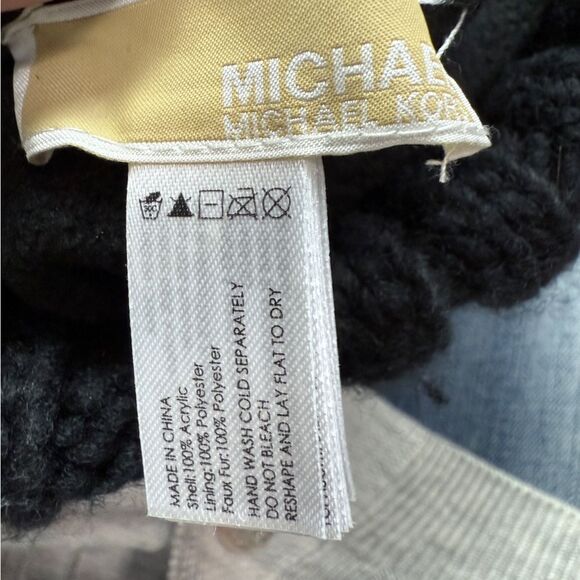 MICHAE
MICHAEL KOR
MADE IN CHINA
Shell:100% Acrylic
Lining:100% Polyester
Faux Fur:100% Polyester
HAND WASH COLD SEPARATELY
DO NOT BLEACH
RESHAPE AND LAY FLAT TO DRY